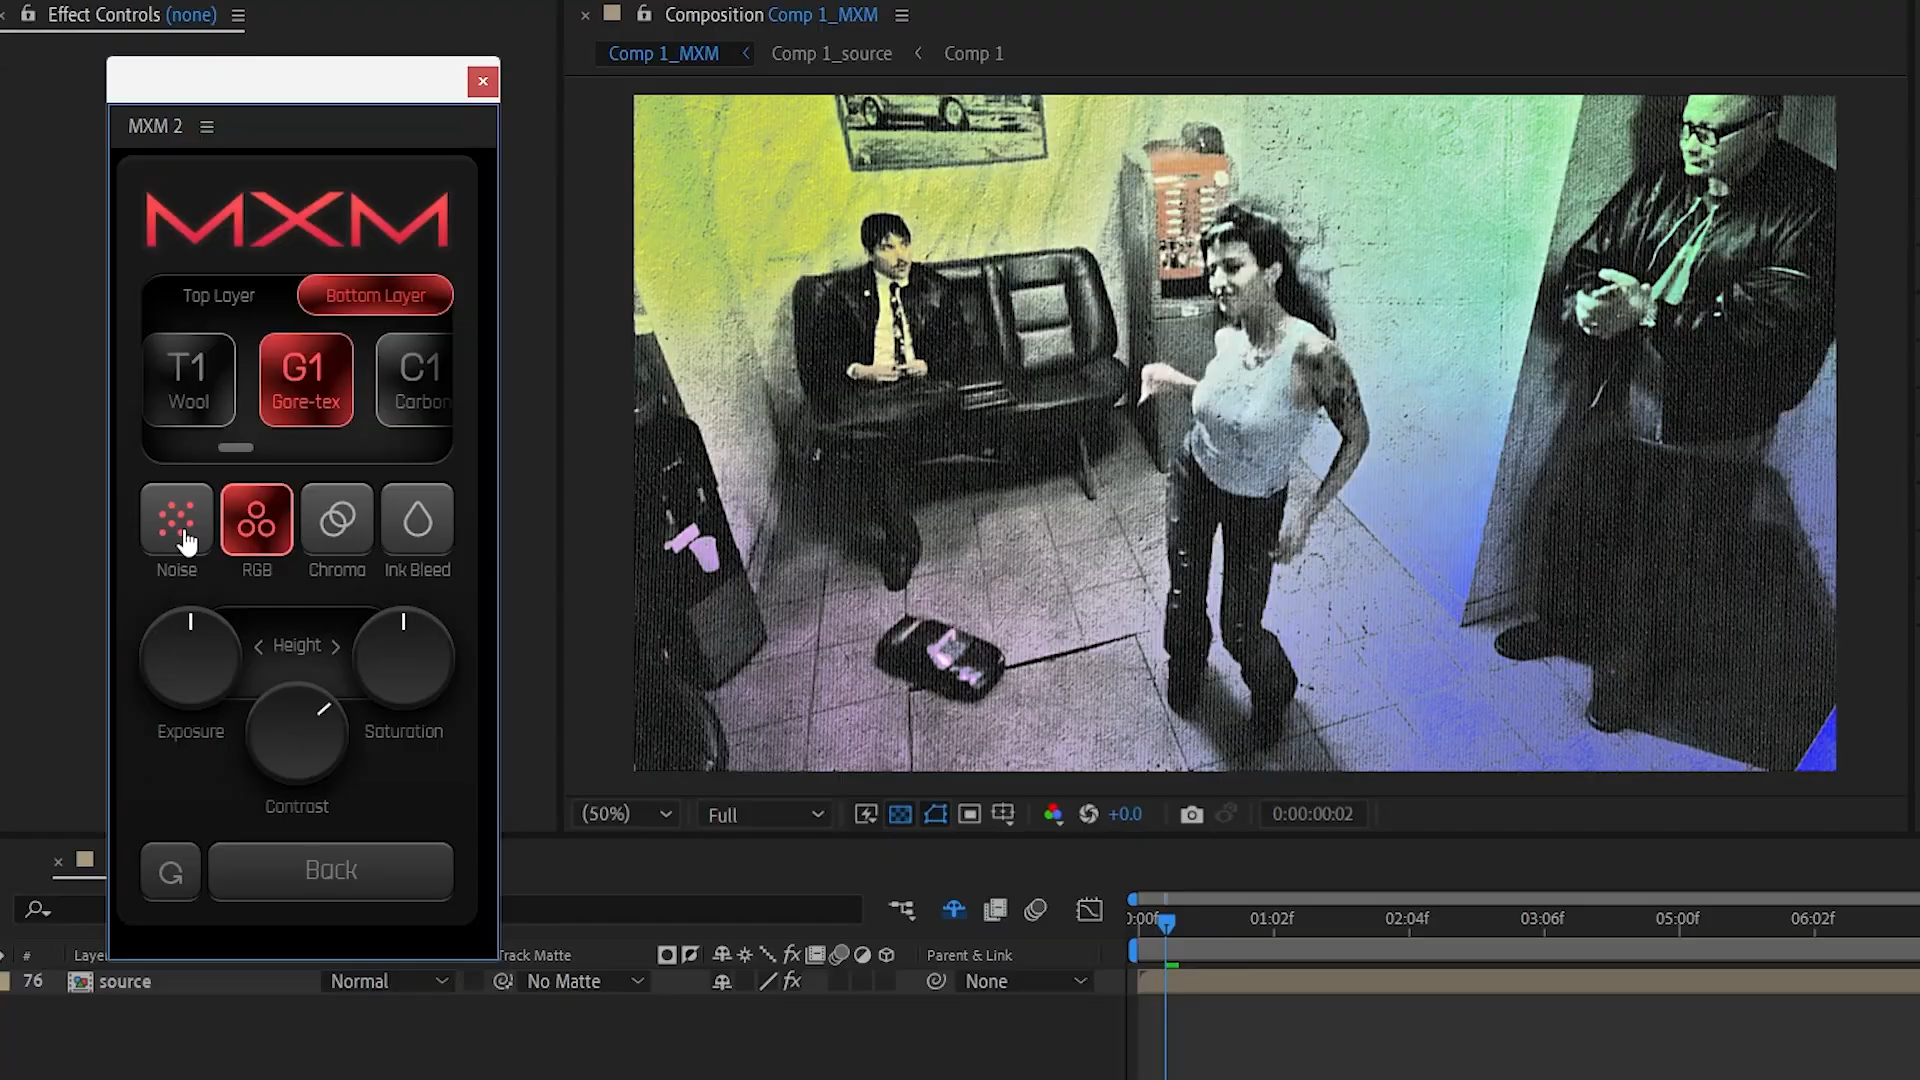 Effect Controls (none)
Composition Comp 1_MXM
Comp 1_MXM
Comp 1_source
Comp 1
MXM 2
MXM
Top Layer
Bottom Layer
T1
Wool
G1
Gore-tex
C1
Carbon
Noise
RGB
Chroma
Ink Bleed
Height
Exposure
Saturation
Contrast
Back
(50%)
Full
+0.0
0:00:00:02
0:00f
01:02f
02:04f
03:06f
05:00f
06:02f
#
Laye
Track Matte
fx
Parent & Link
76
source
Normal
No Matte
fx
None